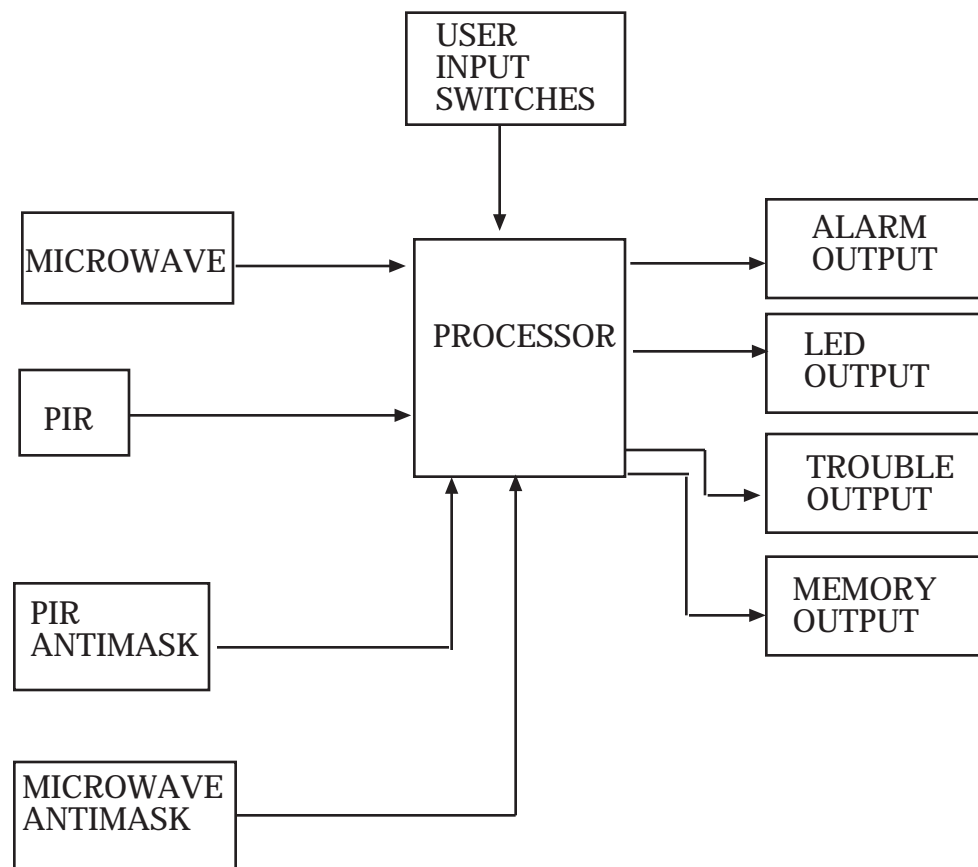 USER
INPUT
SWITCHES
MICROWAVE
PROCESSOR
ALARM
OUTPUT
LED
OUTPUT
PIR
TROUBLE
OUTPUT
PIR
ANTIMASK
MEMORY
OUTPUT
MICROWAVE
ANTIMASK